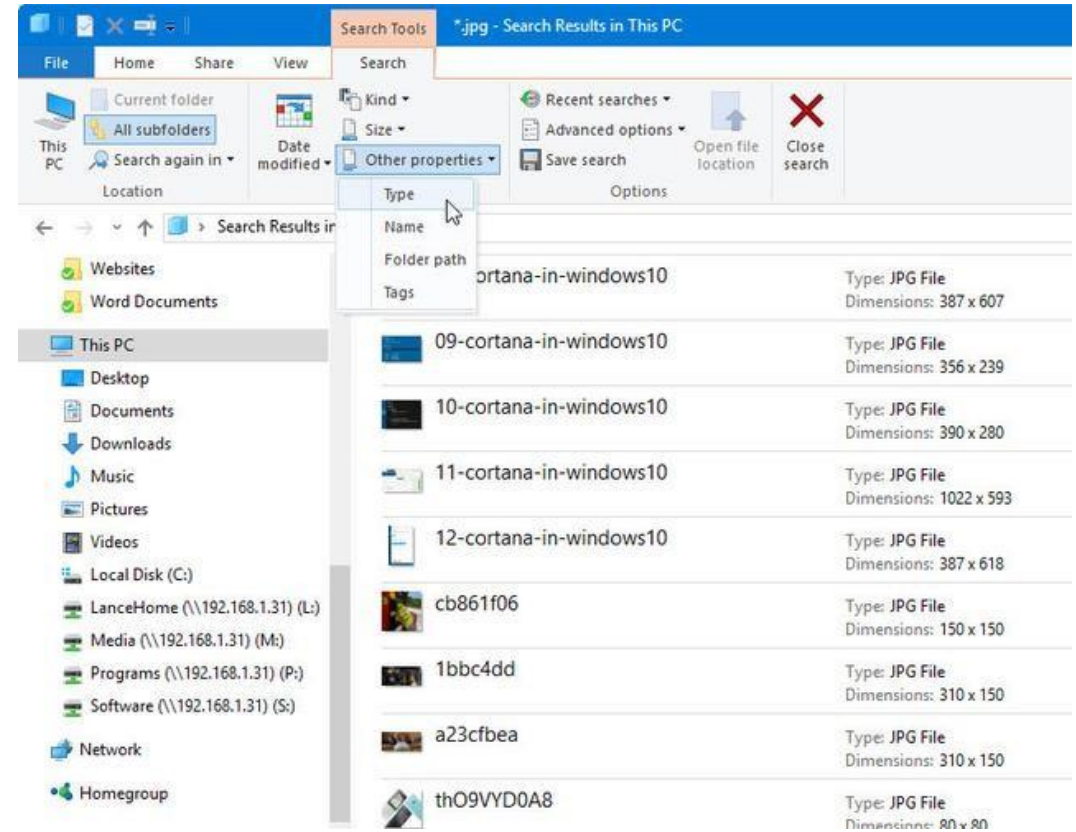 Search Tools
*.jpg - Search Results in This PC
File Home Share View Search
This PC
Current folder
All subfolders
Search again in
Location
Date modified
Kind
Size
Other properties
Recent searches
Advanced options
Save search
Options
Open file location
Close search
Type
Name
Folder path
Tags
Search Results in
Websites
Word Documents
This PC
Desktop
Documents
Downloads
Music
Pictures
Videos
Local Disk (C:)
LanceHome (\\192.168.1.31) (L:)
Media (\\192.168.1.31) (M:)
Programs (\\192.168.1.31) (P:)
Software (\\192.168.1.31) (S:)
Network
Homegroup
ortana-in-windows10
Type: JPG File
Dimensions: 387 x 607
09-cortana-in-windows10
Type: JPG File
Dimensions: 356 x 239
10-cortana-in-windows10
Type: JPG File
Dimensions: 390 x 280
11-cortana-in-windows10
Type: JPG File
Dimensions: 1022 x 593
12-cortana-in-windows10
Type: JPG File
Dimensions: 387 x 618
cb861f06
Type: JPG File
Dimensions: 150 x 150
1bbc4dd
Type: JPG File
Dimensions: 310 x 150
a23cfbea
Type: JPG File
Dimensions: 310 x 150
thO9VYD0A8
Type: JPG File
Dimensions: 80 x 80